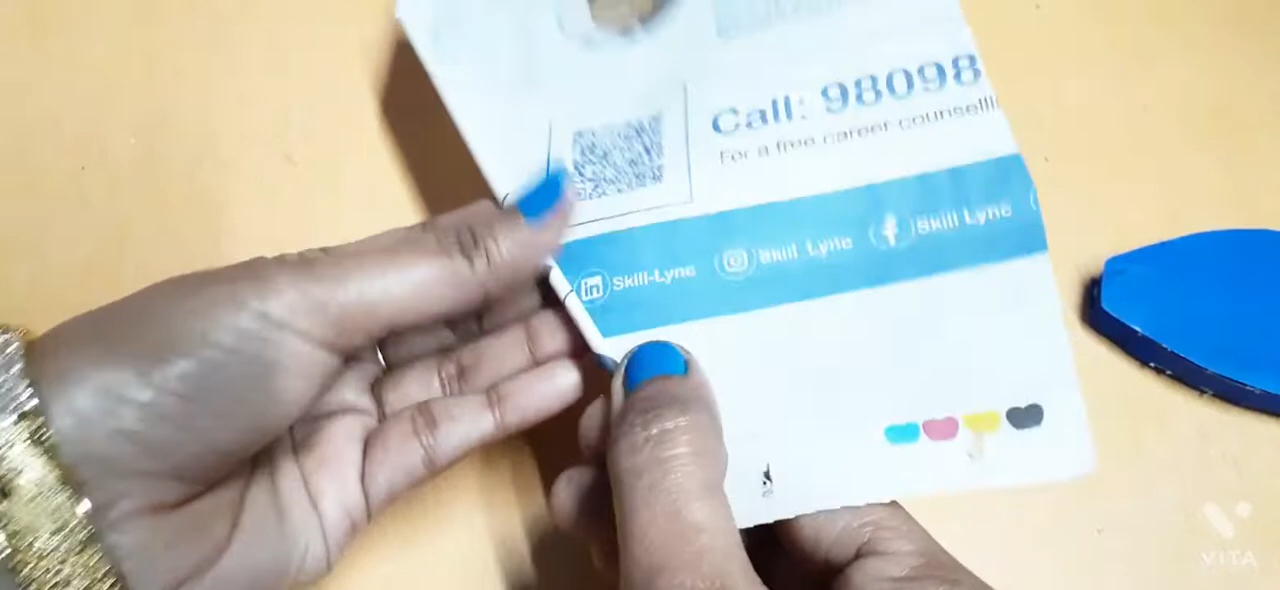 Call: 98098
For a free career counselli
Skill-Lync
Skill Lync
Skill Lync
VITA